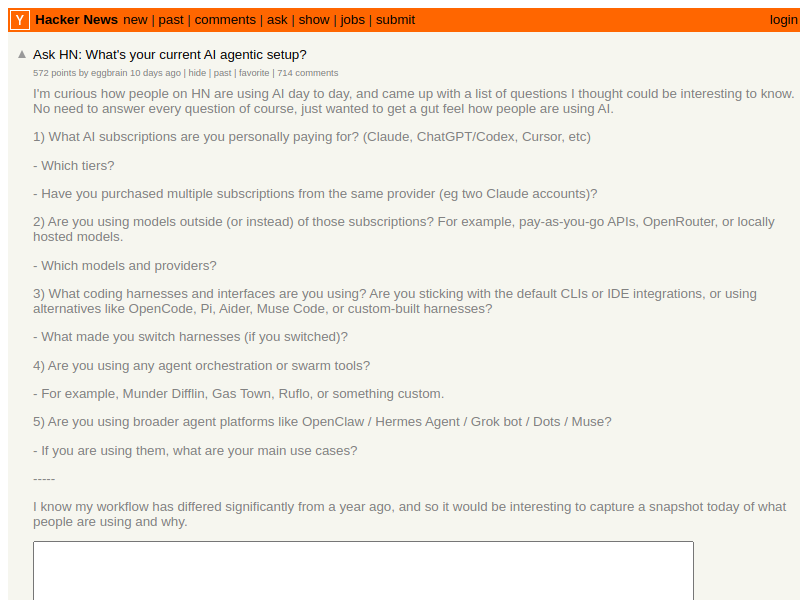 Y Hacker News new | past | comments | ask | show | jobs | submit login
▲ Ask HN: What's your current AI agentic setup?
572 points by eggbrain 10 days ago | hide | past | favorite | 714 comments
I'm curious how people on HN are using AI day to day, and came up with a list of questions I thought could be interesting to know.
No need to answer every question of course, just wanted to get a gut feel how people are using AI.
1) What AI subscriptions are you personally paying for? (Claude, ChatGPT/Codex, Cursor, etc)
- Which tiers?
- Have you purchased multiple subscriptions from the same provider (eg two Claude accounts)?
2) Are you using models outside (or instead) of those subscriptions? For example, pay-as-you-go APIs, OpenRouter, or locally
hosted models.
- Which models and providers?
3) What coding harnesses and interfaces are you using? Are you sticking with the default CLIs or IDE integrations, or using
alternatives like OpenCode, Pi, Aider, Muse Code, or custom-built harnesses?
- What made you switch harnesses (if you switched)?
4) Are you using any agent orchestration or swarm tools?
- For example, Munder Difflin, Gas Town, Ruflo, or something custom.
5) Are you using broader agent platforms like OpenClaw / Hermes Agent / Grok bot / Dots / Muse?
- If you are using them, what are your main use cases?
-----
I know my workflow has differed significantly from a year ago, and so it would be interesting to capture a snapshot today of what
people are using and why.